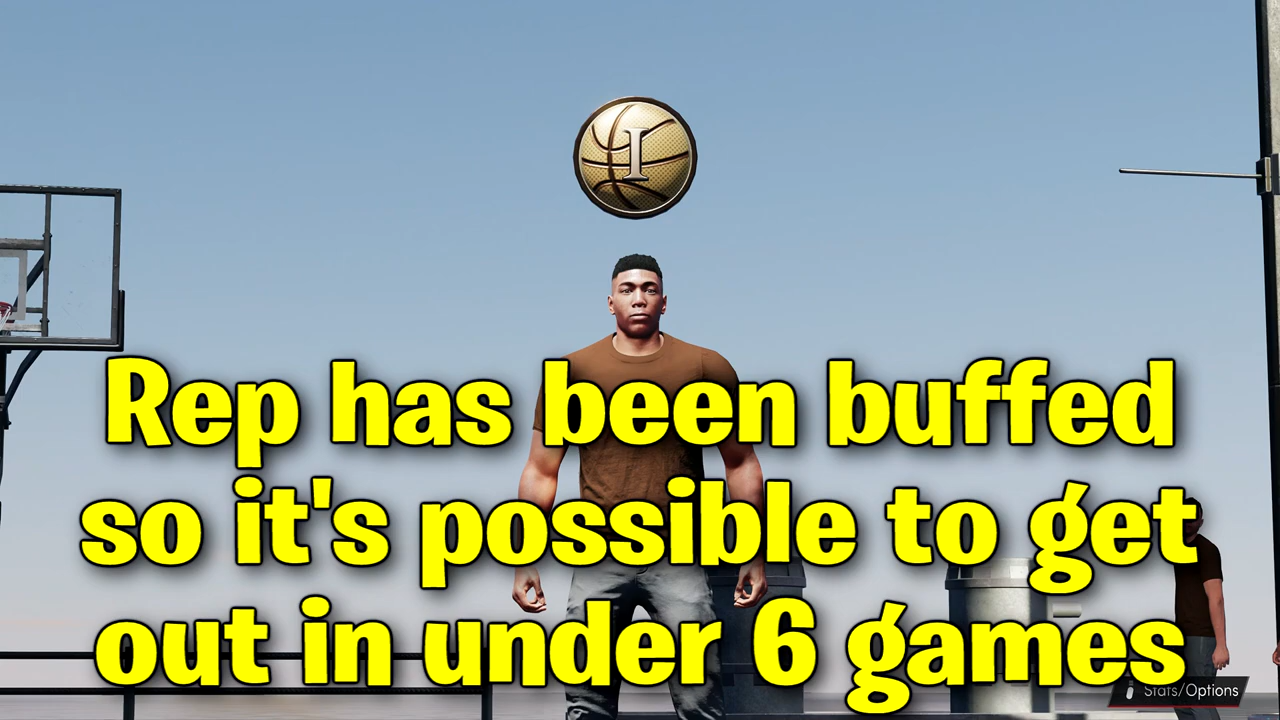 I
Rep has been buffed
so it's possible to get
out in under 6 games
Stats/Options